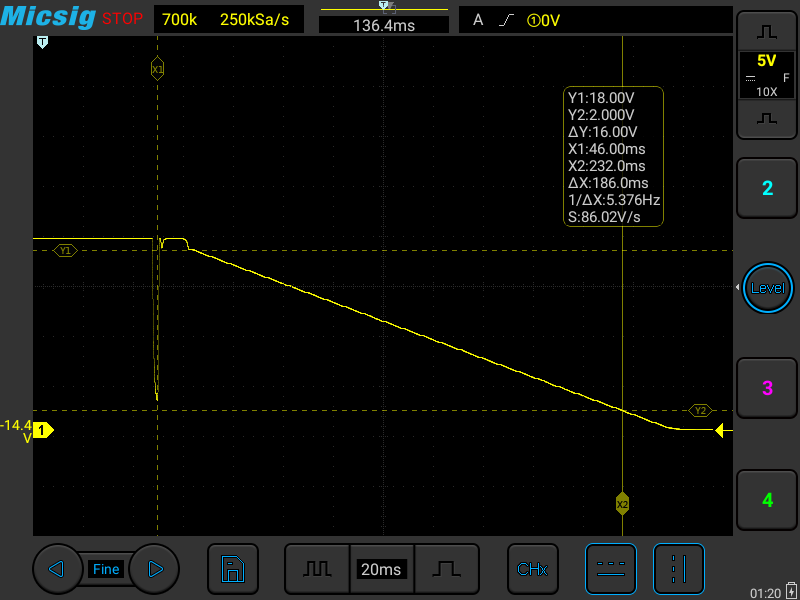 Micsig STOP 700k 250kSa/s 136.4ms A ①0V
T
X1
5V
F
10X
Y1:18.00V
Y2:2.000V
ΔY:16.00V
X1:46.00ms
X2:232.0ms
ΔX:186.0ms
1/ΔX:5.376Hz
S:86.02V/s
2
Y1
Level
3
Y2
-14.4
V
1
X2
4
Fine 20ms CHx
01:20